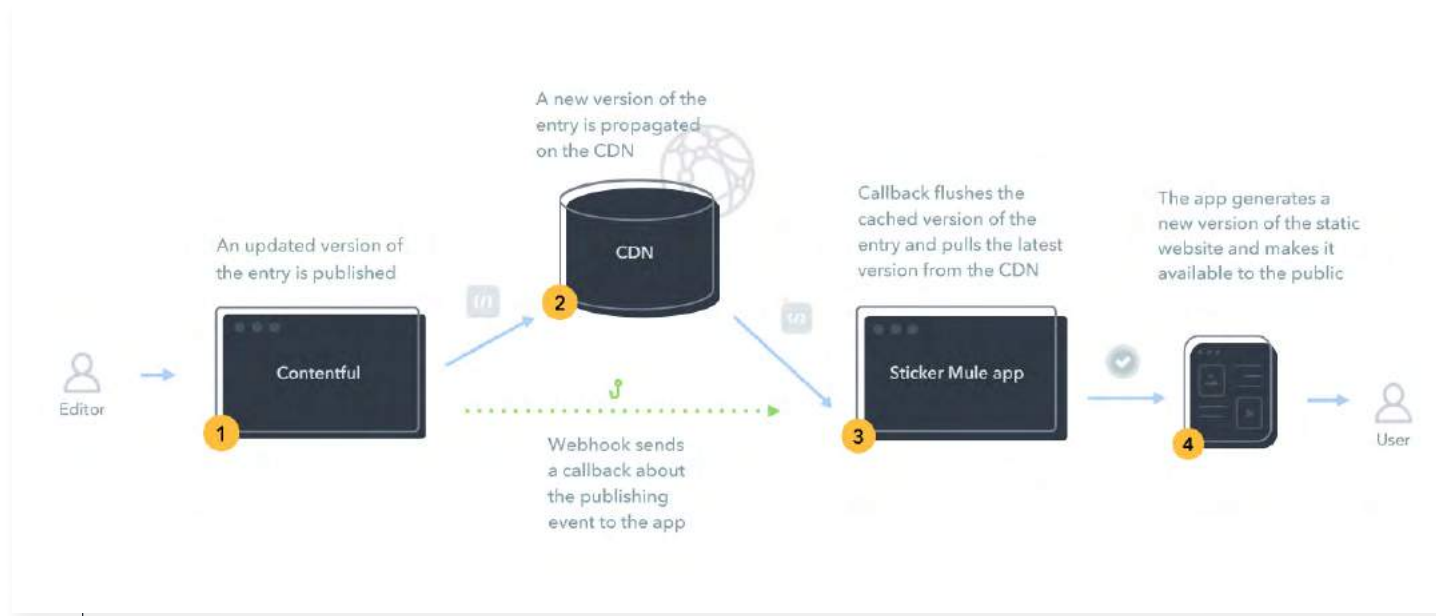 A new version of the
entry is propagated
on the CDN
CDN
2
An updated version of
the entry is published
Contentful
1
Editor
Webhook sends
a callback about
the publishing
event to the app
Callback flushes the
cached version of the
entry and pulls the latest
version from the CDN
Sticker Mule app
3
The app generates a
new version of the static
website and makes it
available to the public
4
User